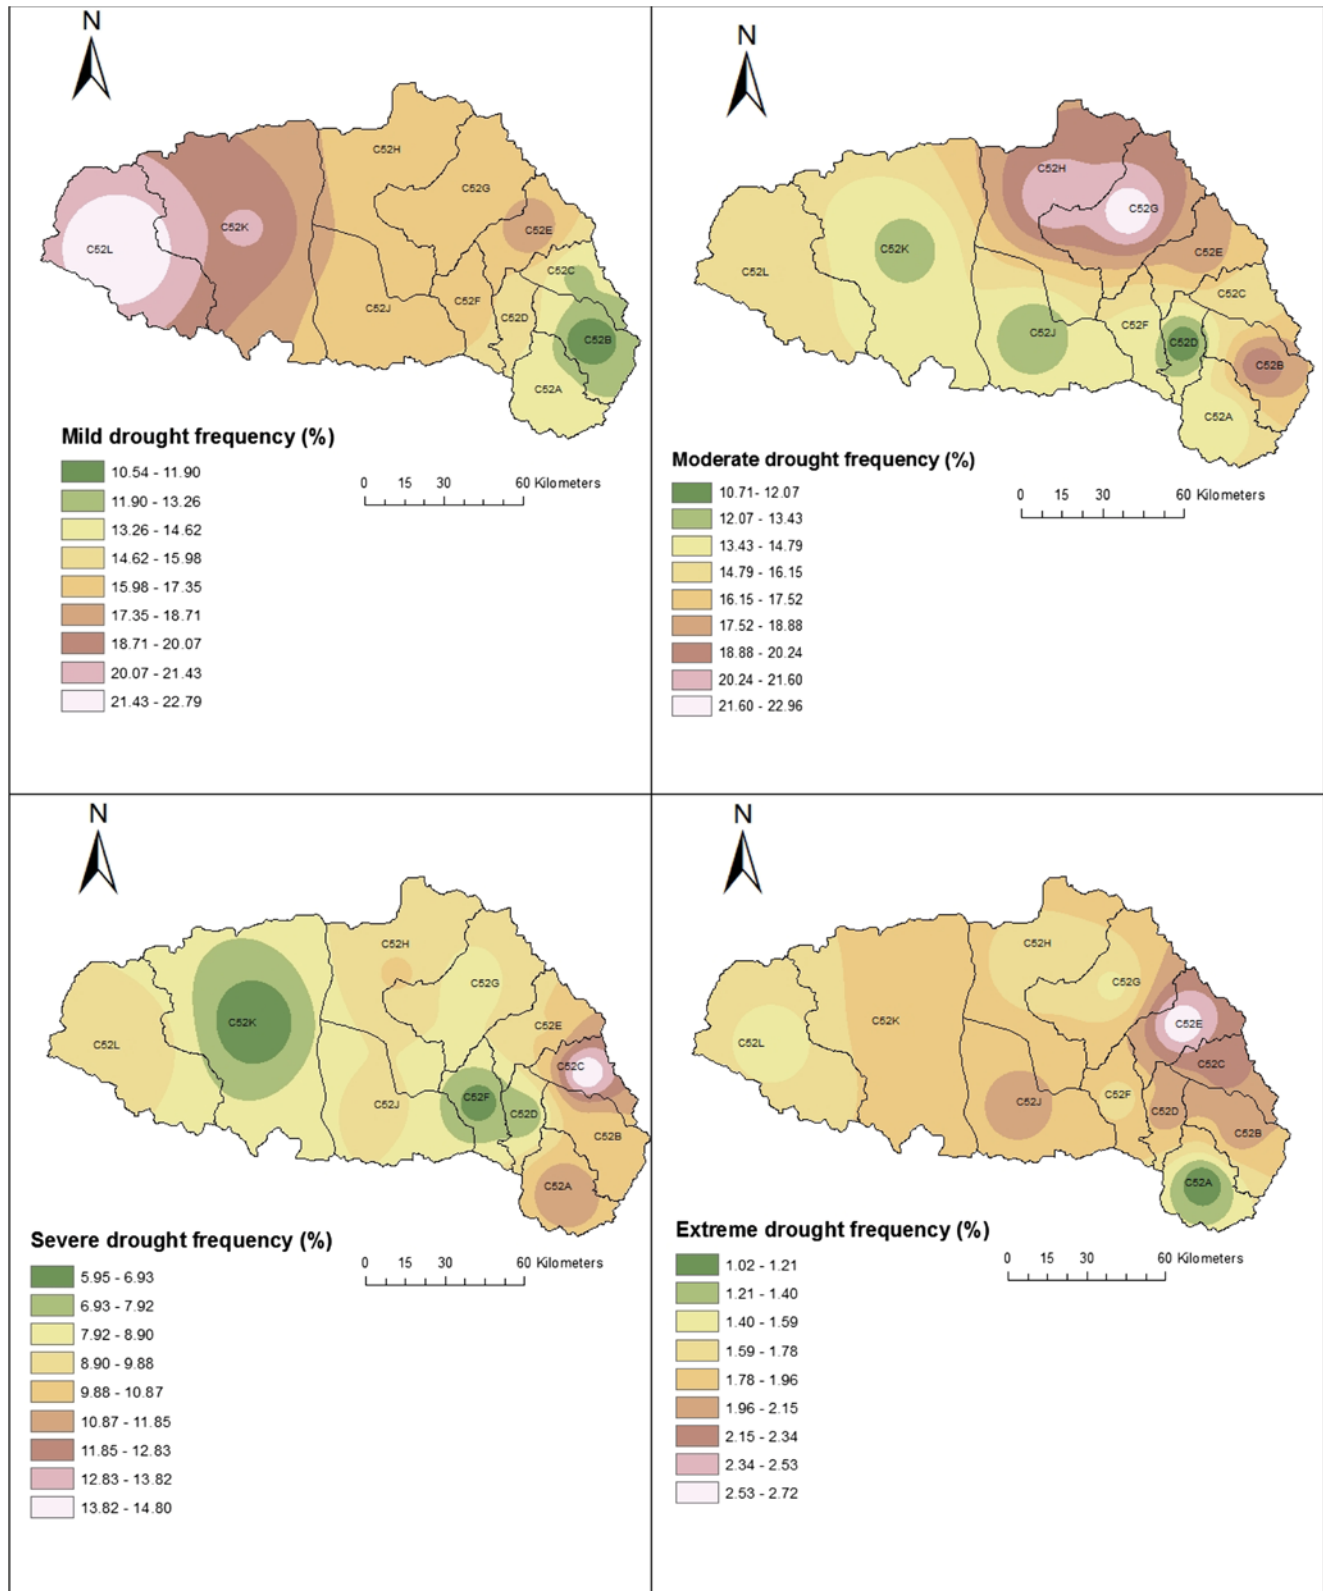 N
C52H
C52G
C52K
C52E
C52L
C52C
C52J
C52F
C52D
C52B
C52A
Mild drought frequency (%)
0 15 30 60 Kilometers
10.54 - 11.90
11.90 - 13.26
13.26 - 14.62
14.62 - 15.98
15.98 - 17.35
17.35 - 18.71
18.71 - 20.07
20.07 - 21.43
21.43 - 22.79
N
C52H
C52G
C52K
C52E
C52L
C52C
C52J
C52F
C52D
C52B
C52A
Moderate drought frequency (%)
0 15 30 60 Kilometers
10.71- 12.07
12.07 - 13.43
13.43 - 14.79
14.79 - 16.15
16.15 - 17.52
17.52 - 18.88
18.88 - 20.24
20.24 - 21.60
21.60 - 22.96
N
C52H
C52G
C52K
C52E
C52L
C52C
C52F
C52J
C52D
C52B
C52A
Severe drought frequency (%)
0 15 30 60 Kilometers
5.95 - 6.93
6.93 - 7.92
7.92 - 8.90
8.90 - 9.88
9.88 - 10.87
10.87 - 11.85
11.85 - 12.83
12.83 - 13.82
13.82 - 14.80
N
C52H
C52G
C52K
C52E
C52L
C52C
C52F
C52J
C52D
C52B
C52A
Extreme drought frequency (%)
0 15 30 60 Kilometers
1.02 - 1.21
1.21 - 1.40
1.40 - 1.59
1.59 - 1.78
1.78 - 1.96
1.96 - 2.15
2.15 - 2.34
2.34 - 2.53
2.53 - 2.72